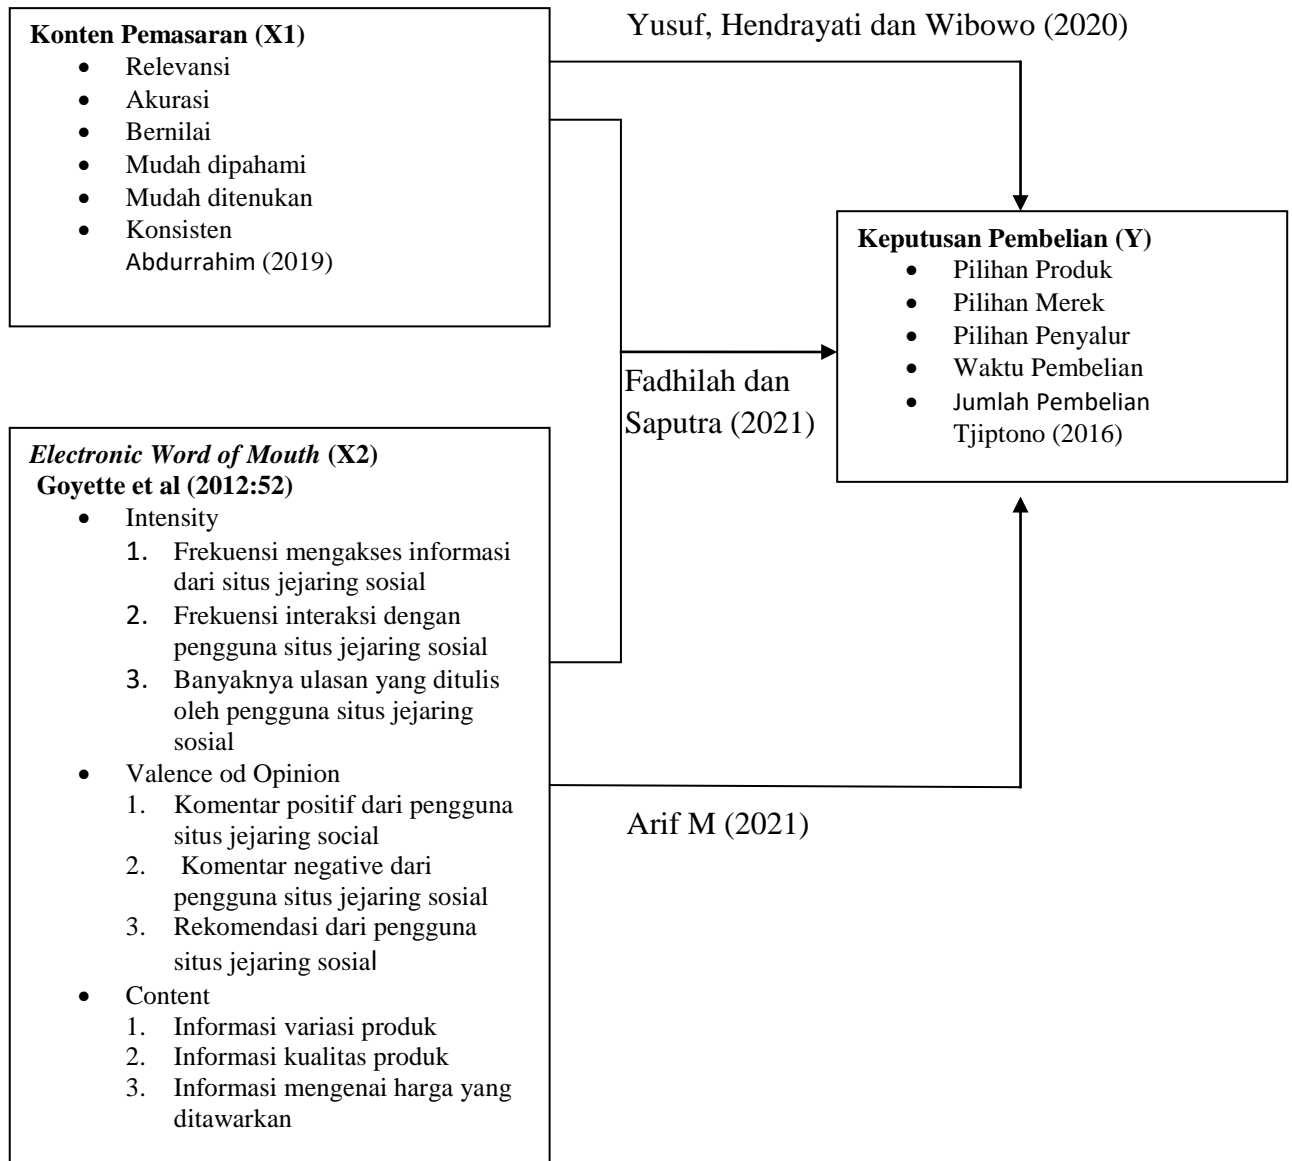 Konten Pemasaran (X1)
• Relevansi
• Akurasi
• Bernilai
• Mudah dipahami
• Mudah ditenukan
• Konsisten
Abdurrahim (2019)
Yusuf, Hendrayati dan Wibowo (2020)
Keputusan Pembelian (Y)
• Pilihan Produk
• Pilihan Merek
• Pilihan Penyalur
• Waktu Pembelian
• Jumlah Pembelian
Tjiptono (2016)
Fadhilah dan
Saputra (2021)
Electronic Word of Mouth (X2)
Goyette et al (2012:52)
• Intensity
1. Frekuensi mengakses informasi
dari situs jejaring sosial
2. Frekuensi interaksi dengan
pengguna situs jejaring sosial
3. Banyaknya ulasan yang ditulis
oleh pengguna situs jejaring
sosial
• Valence od Opinion
1. Komentar positif dari pengguna
situs jejaring social
2. Komentar negative dari
pengguna situs jejaring sosial
3. Rekomendasi dari pengguna
situs jejaring sosial
• Content
1. Informasi variasi produk
2. Informasi kualitas produk
3. Informasi mengenai harga yang
ditawarkan
Arif M (2021)